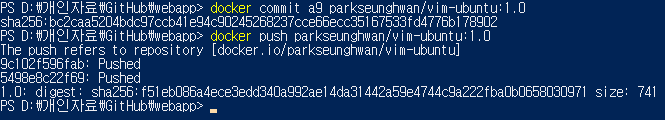 PS D:\개인자료\GitHub\webapp> docker commit a9 parkseunghwan/vim-ubuntu:1.0
sha256:bc2caa5204bdc97ccb41e94c90245268237cce66ecc35167533fd4776b178902
PS D:\개인자료\GitHub\webapp> docker push parkseunghwan/vim-ubuntu:1.0
The push refers to repository [docker.io/parkseunghwan/vim-ubuntu]
9c102f596fab: Pushed
5498e8c22f69: Pushed
1.0: digest: sha256:f51eb086a4ece3edd340a992ae14da31442a59e4744c9a222fba0b0658030971 size: 741
PS D:\개인자료\GitHub\webapp>